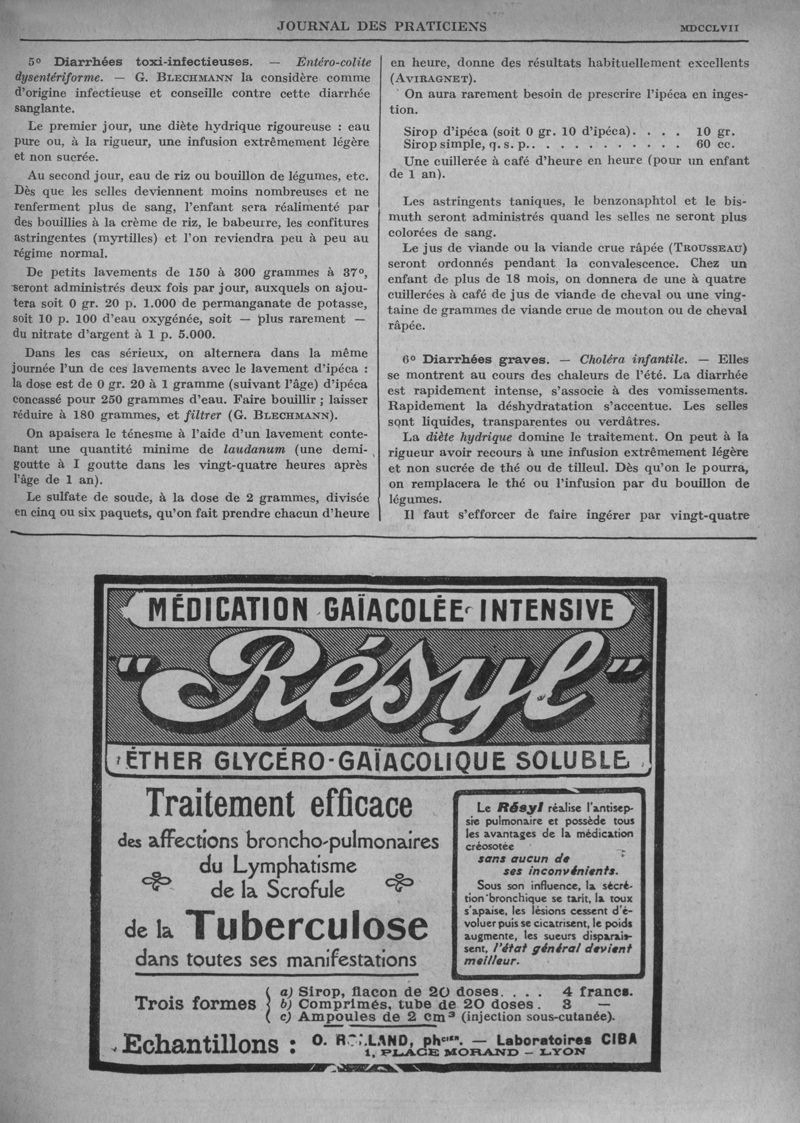 JOURNAL DES PRATICIENS
MDCCLVII
5º Diarrhées toxi-infectieuses. — Entéro-colite
dysentériforme. — G. BLECHMANN la considère comme
d'origine infectieuse et conseille contre cette diarrhée
sanglante.
Le premier jour, une diète hydrique rigoureuse : eau
pure ou, à la rigueur, une infusion extrêmement légère
et non sucrée.
Au second jour, eau de riz ou bouillon de légumes, etc.
Dès que les selles deviennent moins nombreuses et ne
renferment plus de sang, l'enfant sera réalimenté par
des bouillies à la crème de riz, le babeurre, les confitures
astringentes (myrtilles) et l'on reviendra peu à peu au
régime normal.
De petits lavements de 150 à 300 grammes à 37º,
seront administrés deux fois par jour, auxquels on ajou-
tera soit 0 gr. 20 p. 1.000 de permanganate de potasse,
soit 10 p. 100 d'eau oxygénée, soit — plus rarement —
du nitrate d'argent à 1 p. 5.000.
Dans les cas sérieux, on alternera dans la même
journée l'un de ces lavements avec le lavement d'ipéca :
la dose est de 0 gr. 20 à 1 gramme (suivant l'âge) d'ipéca
concassé pour 250 grammes d'eau. Faire bouillir ; laisser
réduire à 180 grammes, et filtrer (G. BLECHMANN).
On apaisera le ténesme à l'aide d'un lavement conte-
nant une quantité minime de laudanum (une demi-
goutte à I goutte dans les vingt-quatre heures après
l'âge de 1 an).
Le sulfate de soude, à la dose de 2 grammes, divisée
en cinq ou six paquets, qu'on fait prendre chacun d'heure
en heure, donne des résultats habituellement excellents
(AVIRAGNET).
On aura rarement besoin de prescrire l'ipéca en inges-
tion.
Sirop d'ipéca (soit 0 gr. 10 d'ipéca). . . . 10 gr.
Sirop simple, q. s. p. . . . . . . . . . . . 60 cc.
Une cuillerée à café d'heure en heure (pour un enfant
de 1 an).
Les astringents taniques, le benzonaphtol et le bis-
muth seront administrés quand les selles ne seront plus
colorées de sang.
Le jus de viande ou la viande crue râpée (TROUSSEAU)
seront ordonnés pendant la convalescence. Chez un
enfant de plus de 18 mois, on donnera de une à quatre
cuillerées à café de jus de viande de cheval ou une ving-
taine de grammes de viande crue de mouton ou de cheval
râpée.
6º Diarrhées graves. — Choléra infantile. — Elles
se montrent au cours des chaleurs de l'été. La diarrhée
est rapidement intense, s'associe à des vomissements.
Rapidement la déshydratation s'accentue. Les selles
sont liquides, transparentes ou verdâtres.
La diète hydrique domine le traitement. On peut à la
rigueur avoir recours à une infusion extrêmement légère
et non sucrée de thé ou de tilleul. Dès qu'on le pourra,
on remplacera le thé ou l'infusion par du bouillon de
légumes.
Il faut s'efforcer de faire ingérer par vingt-quatre
MÉDICATION GAÏACOLÉE INTENSIVE
"Résyl"
ÉTHER GLYCÉRO-GAÏACOLIQUE SOLUBLE
Traitement efficace
des affections broncho-pulmonaires
du Lymphatisme
de la Scrofule
de la Tuberculose
dans toutes ses manifestations
Le Résyl réalise l'antisep-
sie pulmonaire et possède tous
les avantages de la médication
créosotée
sans aucun de
ses inconvénients.
Sous son influence, la sécré-
tion bronchique se tarit, la toux
s'apaise, les lésions cessent d'é-
voluer puis se cicatrisent, le poids
augmente, les sueurs disparais-
sent, l'état général devient
meilleur.
Trois formes
a) Sirop, flacon de 20 doses. . . . 4 francs.
b) Comprimés, tube de 20 doses . 3 —
c) Ampoules de 2 cm³ (injection sous-cutanée).
Echantillons : O. ROLLAND, phcien. — Laboratoires CIBA
1, PLACE MORAND — LYON